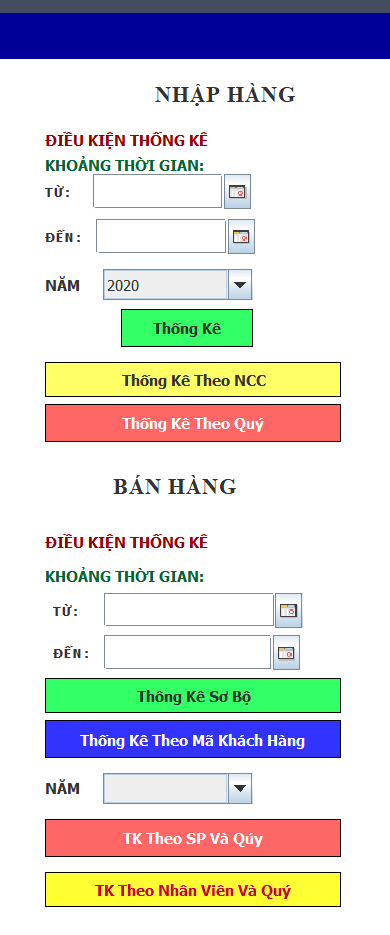 NHẬP HÀNG
ĐIỀU KIỆN THỐNG KÊ
KHOẢNG THỜI GIAN:
TỪ:
ĐẾN:
NĂM 2020
Thống Kê
Thống Kê Theo NCC
Thống Kê Theo Quý
BÁN HÀNG
ĐIỀU KIỆN THỐNG KÊ
KHOẢNG THỜI GIAN:
TỪ:
ĐẾN:
Thông Kê Sơ Bộ
Thống Kê Theo Mã Khách Hàng
NĂM
TK Theo SP Và Qúy
TK Theo Nhân Viên Và Quý